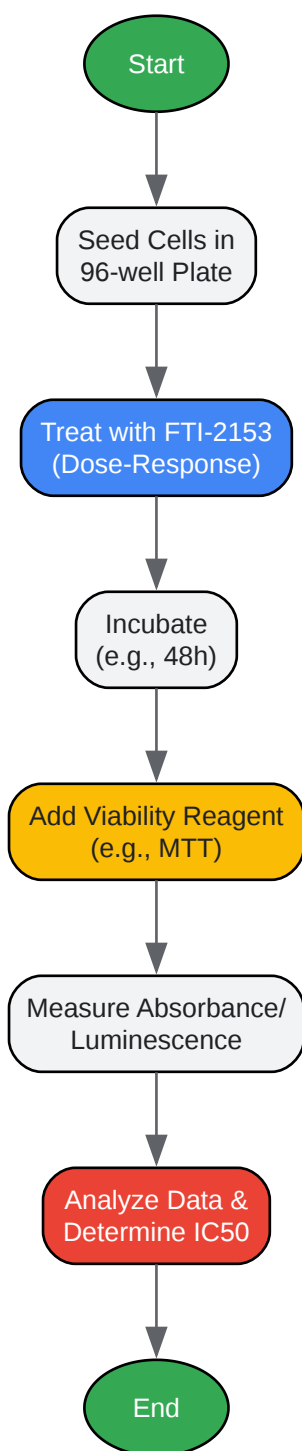 Start
Seed Cells in
96-well Plate
Treat with FTI-2153
(Dose-Response)
Incubate
(e.g., 48h)
Add Viability Reagent
(e.g., MTT)
Measure Absorbance/
Luminescence
Analyze Data &
Determine IC50
End